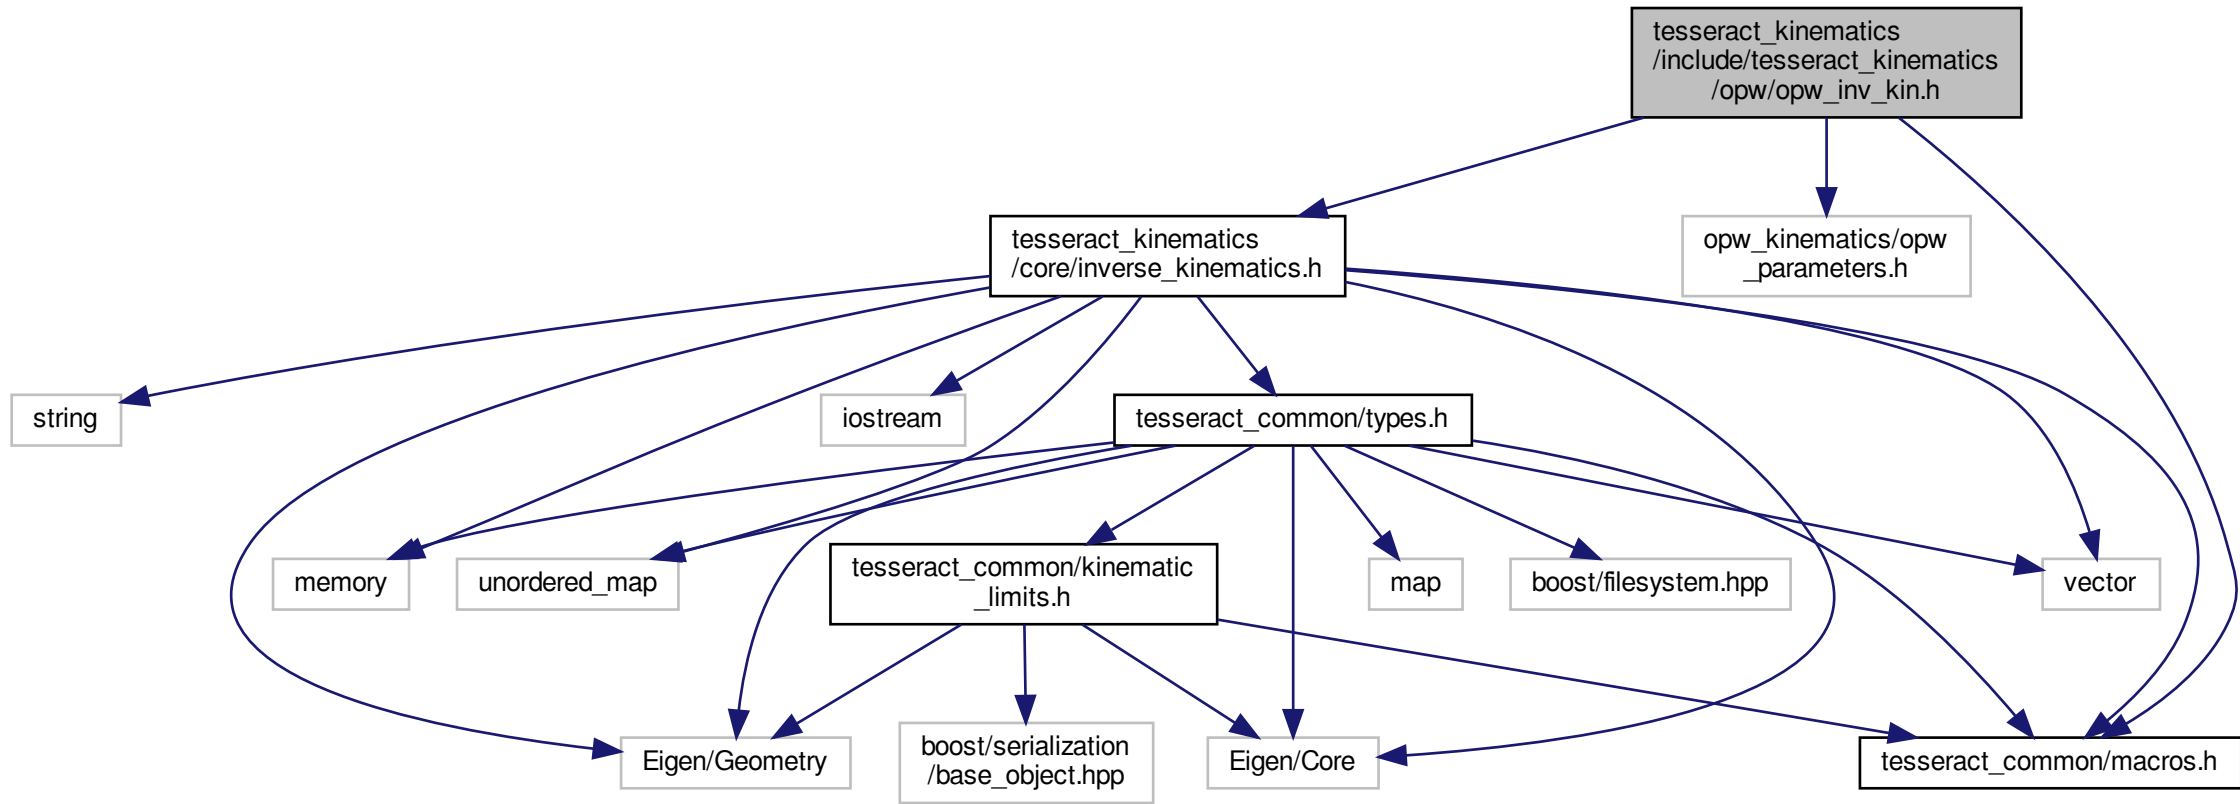 tesseract_kinematics
/include/tesseract_kinematics
/opw/opw_inv_kin.h
tesseract_kinematics
/core/inverse_kinematics.h
opw_kinematics/opw
_parameters.h
string
iostream
tesseract_common/types.h
memory
unordered_map
tesseract_common/kinematic
_limits.h
map
boost/filesystem.hpp
vector
Eigen/Geometry
boost/serialization
/base_object.hpp
Eigen/Core
tesseract_common/macros.h